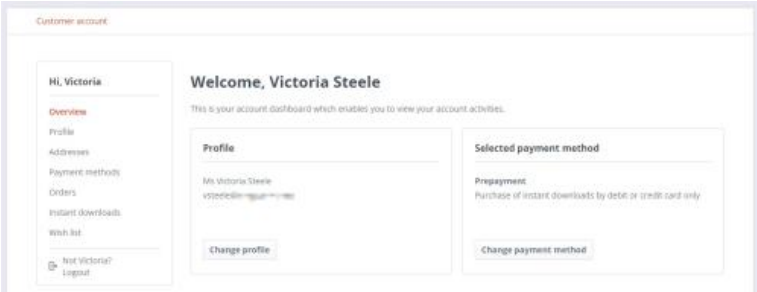 Customer account
Hi, Victoria
Overview
Profile
Addresses
Payment methods
Orders
Instant downloads
Wish list
Not Victoria?
Logout
Welcome, Victoria Steele
This is your account dashboard which enables you to view your account activities.
Profile
Ms Victoria Steele
Change profile
Selected payment method
Prepayment
Purchase of instant downloads by debit or credit card only
Change payment method